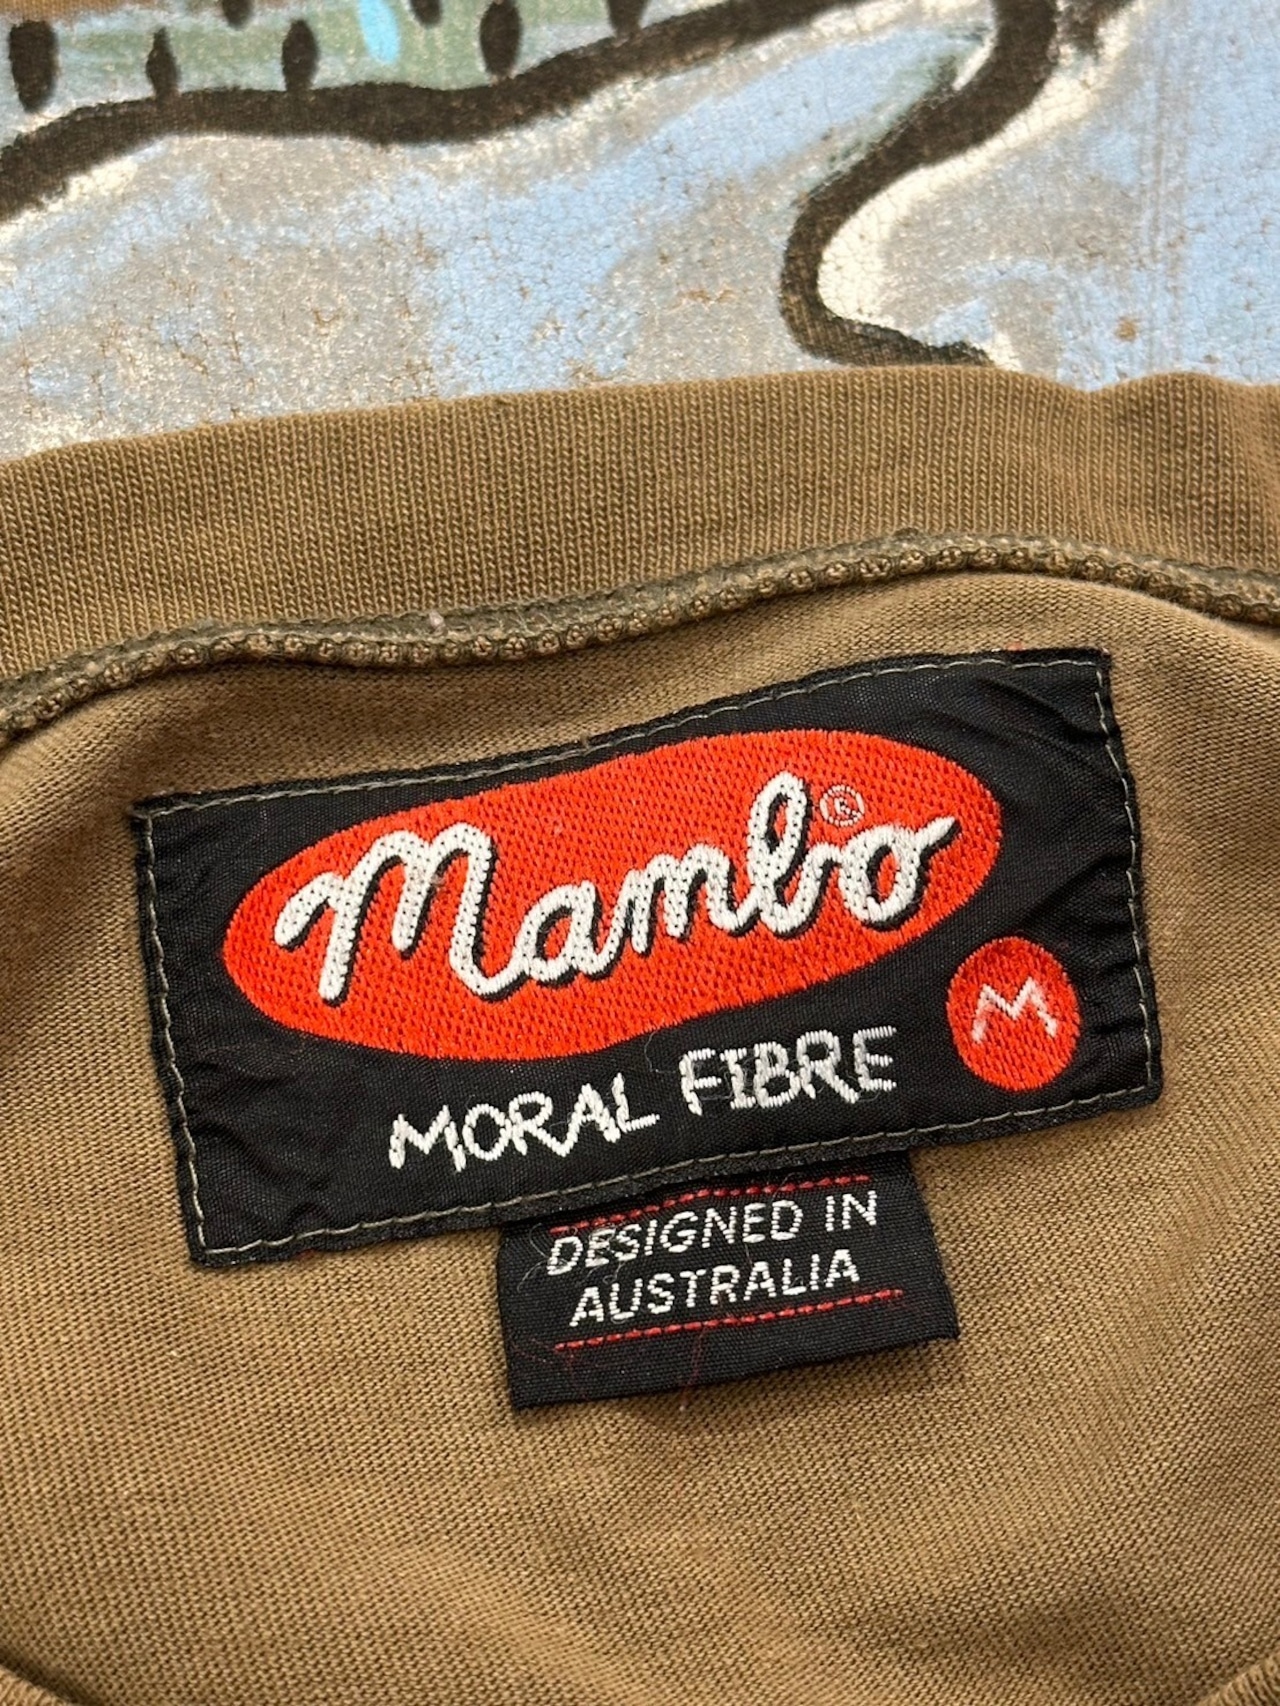 Mambo®
M
MORAL FIBRE
DESIGNED IN
AUSTRALIA